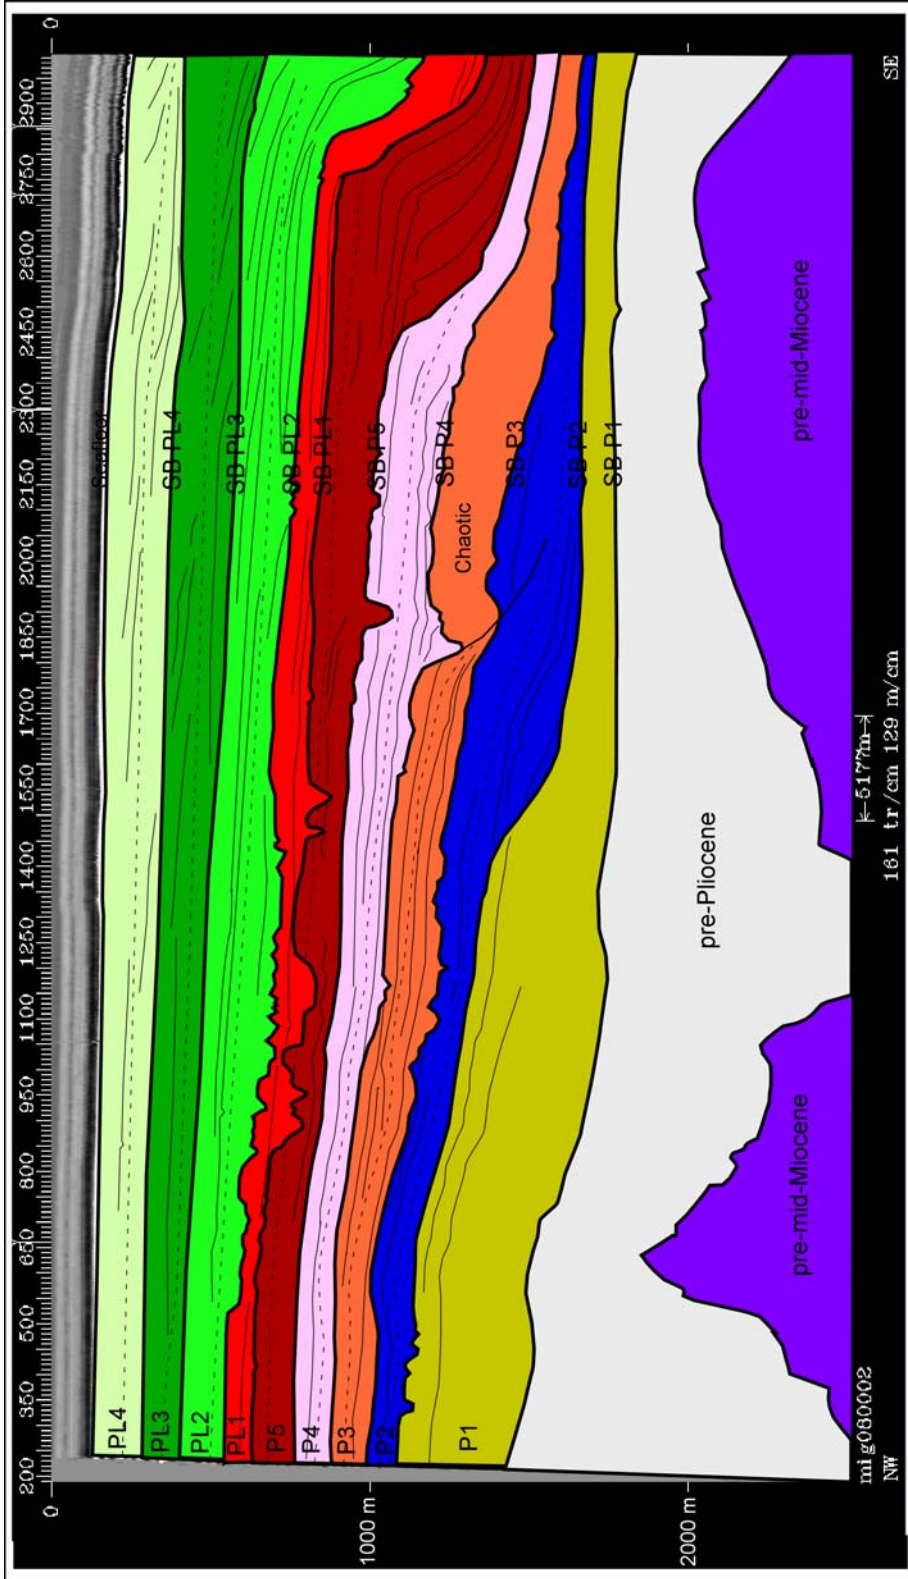 200 350 500 650 800 950 1100 1250 1400 1550 1700 1850 2000 2150 2300 2450 2600 2750 2900
0
0
1000 m
1000 m
2000
2000
PL4
PL3
PL2
PL1
P5
P4
P3
P2
P1
Seafloor
SB PL4
SB PL3
SB PL2
SB PL1
SB P5
SB P4
SB P3
SB P2
SB P1
Chaotic
pre-Pliocene
pre-mid-Miocene
pre-mid-Miocene
mig080002
NW
SE
5177m
161 tr/cm 129 m/cm